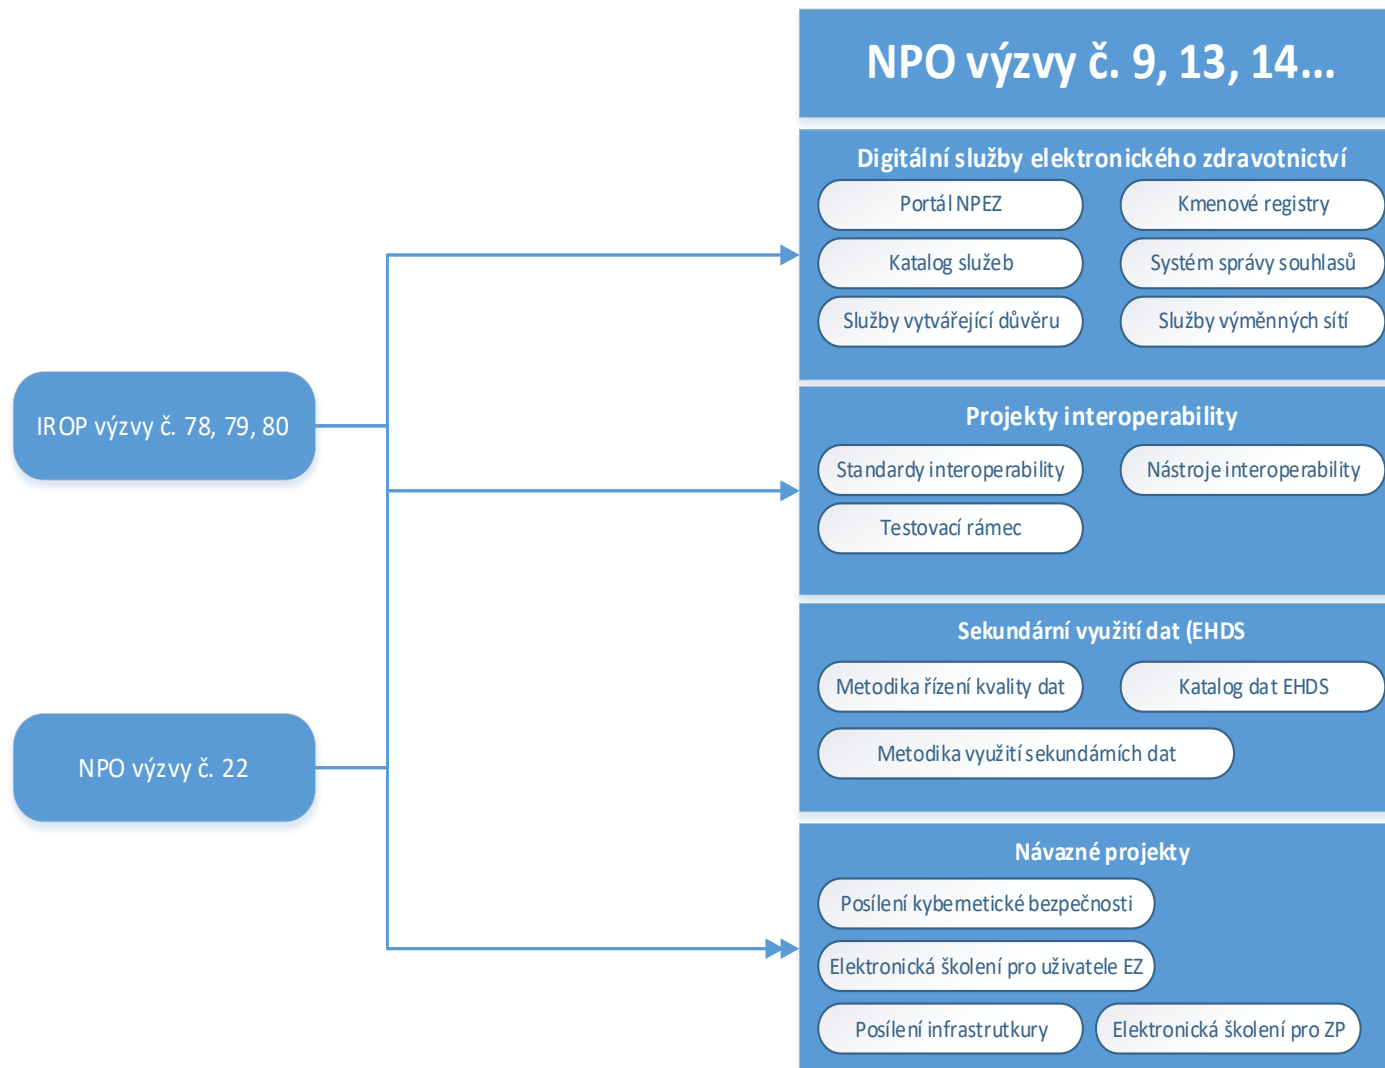 NPO výzvy č. 9, 13, 14...
Digitální služby elektronického zdravotnictví
Portál NPEZ
Kmenové registry
Katalog služeb
Systém správy souhlasů
Služby vytvářející důvěru
Služby výměnných sítí
IROP výzvy č. 78, 79, 80
Projekty interoperability
Standardy interoperability
Nástroje interoperability
Testovací rámec
Sekundární využití dat (EHDS
Metodika řízení kvality dat
Katalog dat EHDS
Metodika využití sekundárních dat
NPO výzvy č. 22
Návazné projekty
Posílení kybernetické bezpečnosti
Elektronická školení pro uživatele EZ
Posílení infrastrutkury
Elektronická školení pro ZP